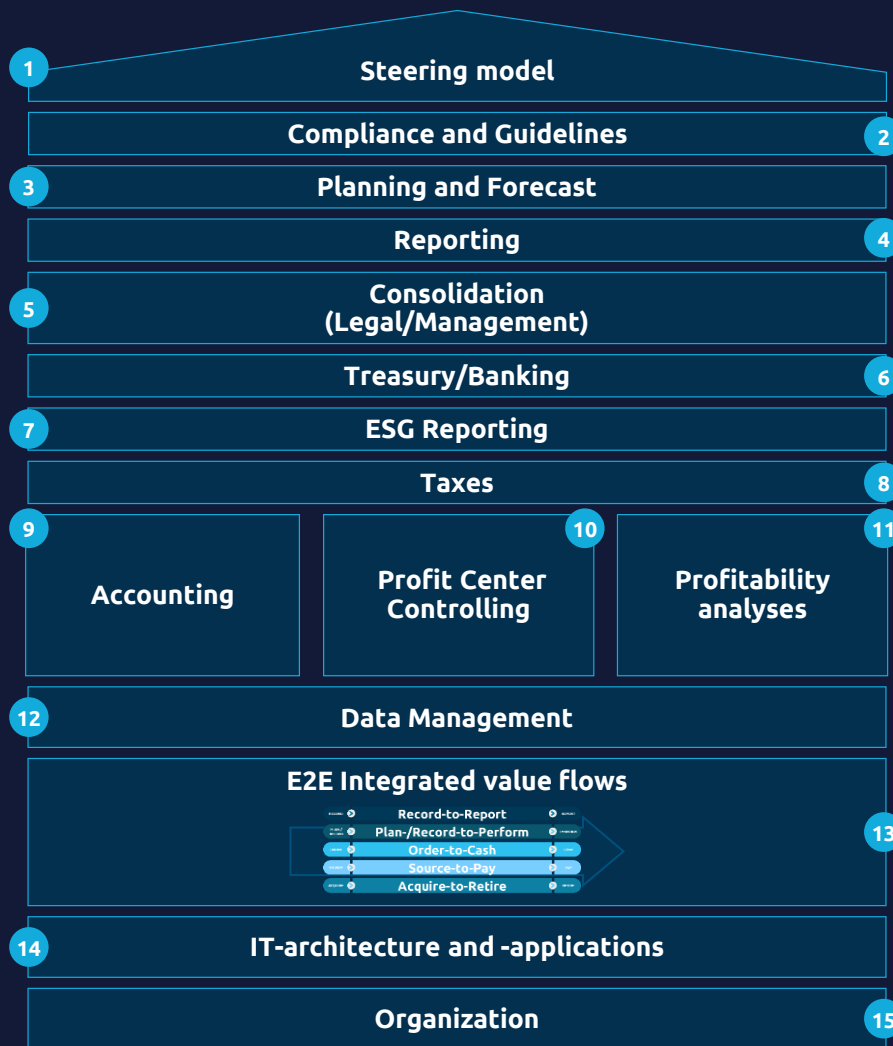 1
Steering model
Compliance and Guidelines
2
3
Planning and Forecast
Reporting
4
5
Consolidation
(Legal/Management)
Treasury/Banking
6
7
ESG Reporting
Taxes
8
9
Accounting
10
Profit Center
Controlling
11
Profitability
analyses
12
Data Management
E2E Integrated value flows
Record-to-Report
Plan-/Record-to-Perform
Order-to-Cash
Source-to-Pay
Acquire-to-Retire
13
14
IT-architecture and -applications
Organization
15